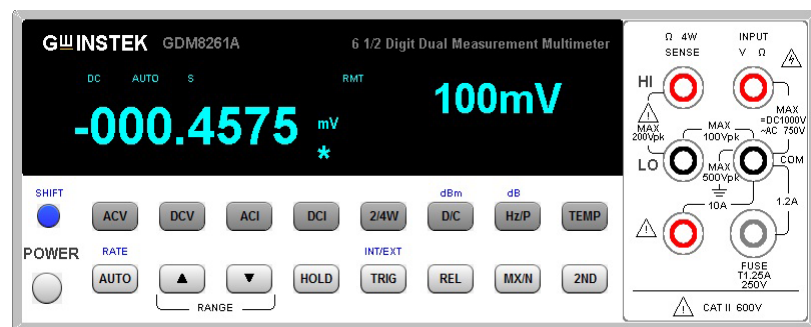 GWINSTEK GDM8261A 6 1/2 Digit Dual Measurement Multimeter
DC AUTO S RMT
-000.4575 mV
*
100mV
SHIFT
dBm dB
ACV DCV ACI DCI 2/4W D/C Hz/P TEMP
POWER
RATE INT/EXT
AUTO ▲ ▼ HOLD TRIG REL MX/N 2ND
RANGE
Ω 4W
SENSE
INPUT
V Ω
HI
MAX
200Vpk
MAX
=DC1000V
~AC 750V
MAX
100Vpk
LO
MAX
500Vpk
COM
10A
1.2A
FUSE
T1.25A
250V
CAT II 600V